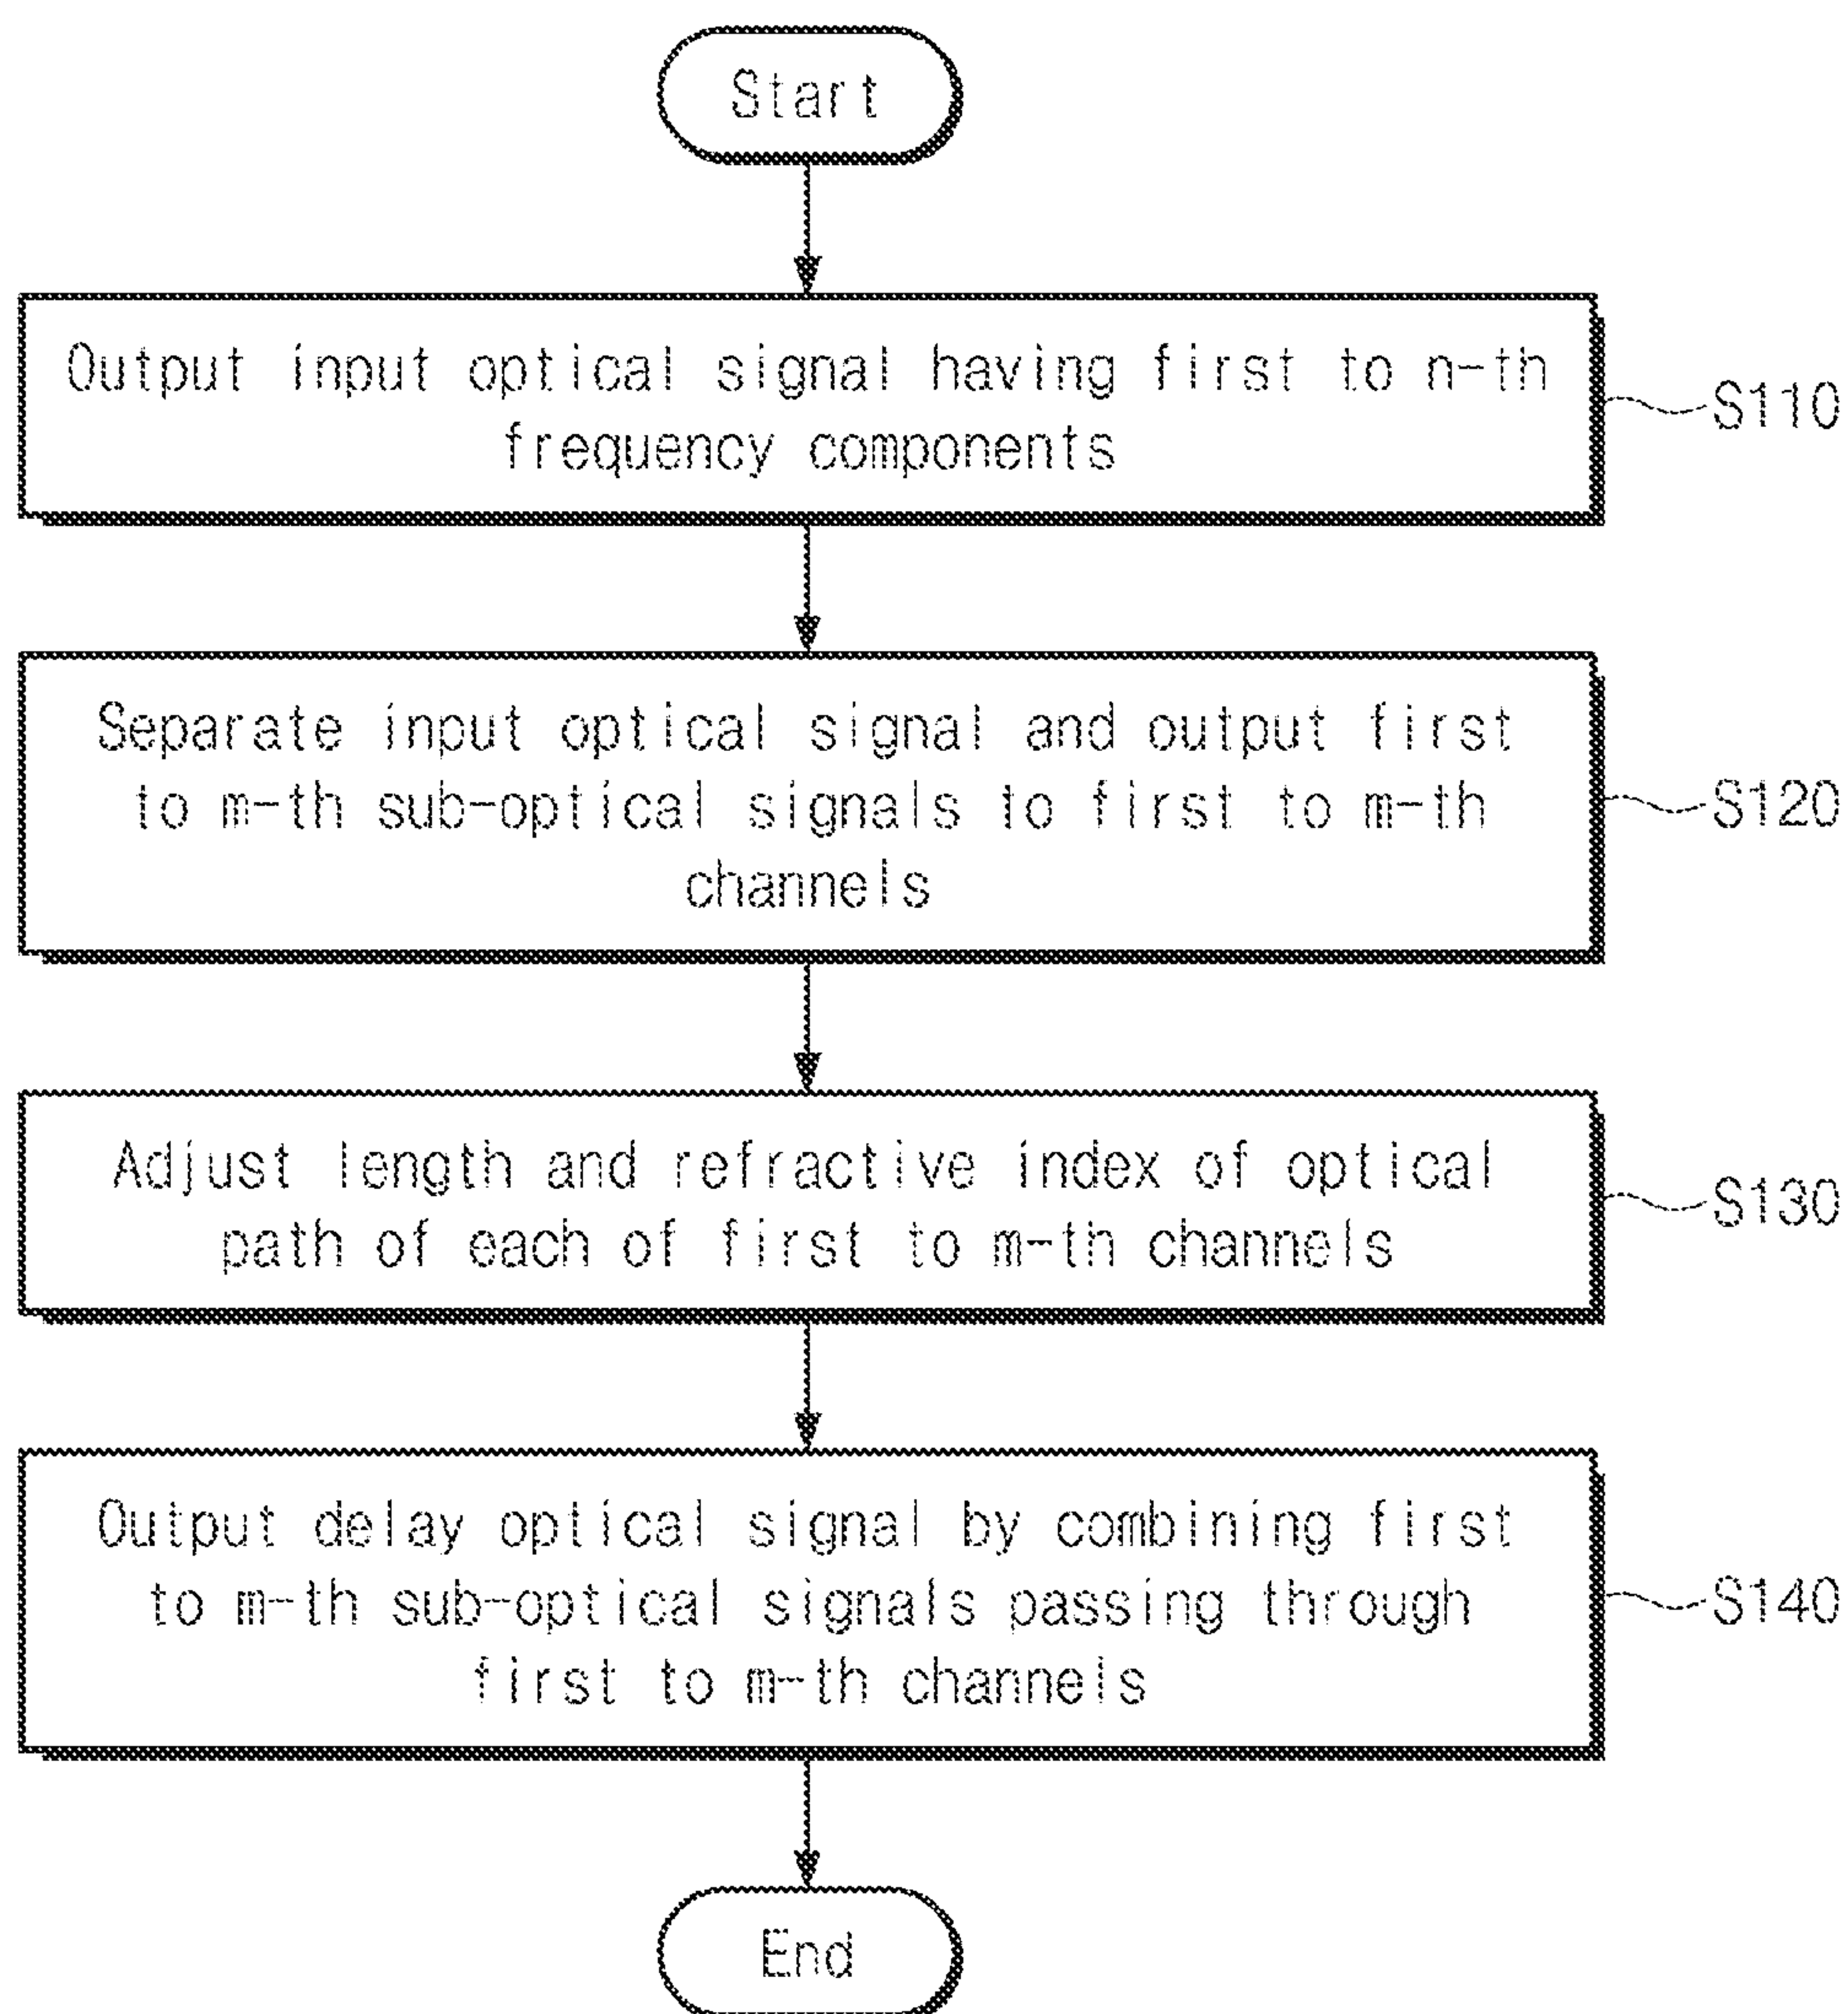 Start
Output input optical signal having first to n-th
frequency components
S110
Separate input optical signal and output first
to m-th sub-optical signals to first to m-th
channels
S120
Adjust length and refractive index of optical
path of each of first to m-th channels
S130
Output delay optical signal by combining first
to m-th sub-optical signals passing through
first to m-th channels
S140
End